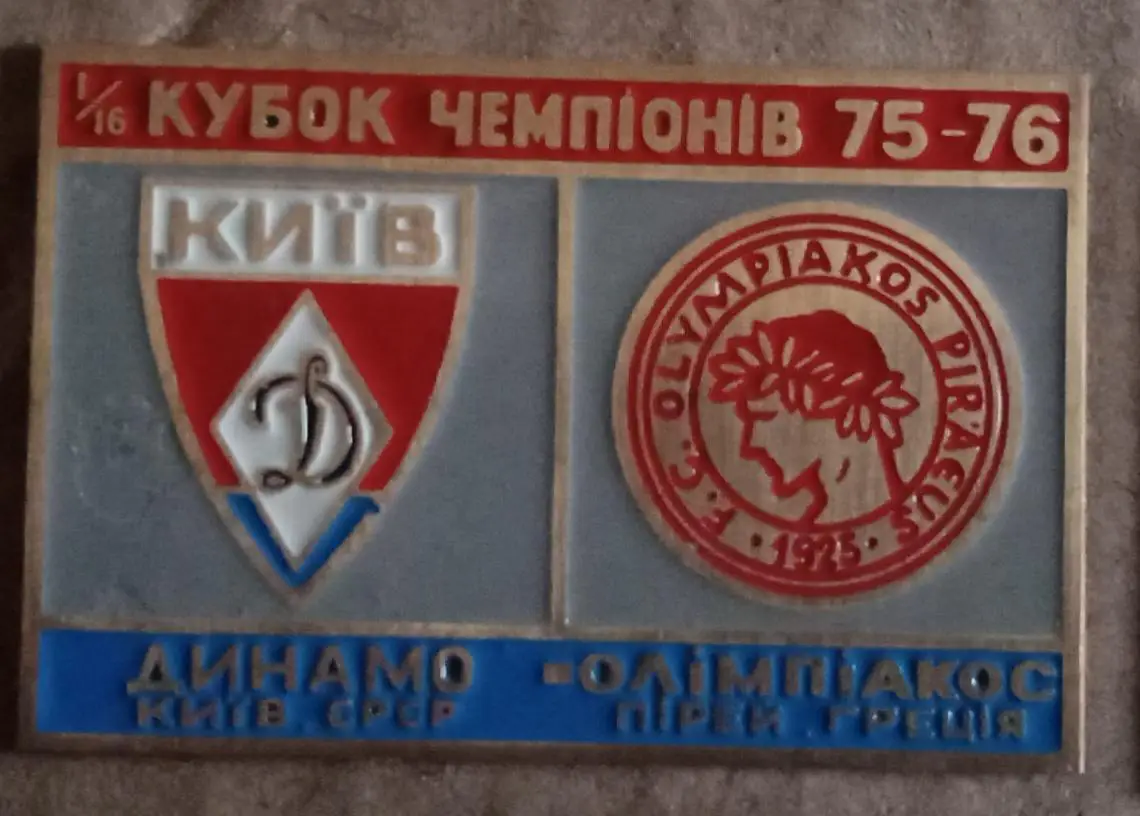 1/16 КУБОК ЧЕМПІОНІВ 75-76
КИЇВ
Д
F.C. OLYMPIAKOS PIRAEUS
·1925·
ДИНАМО -ОЛІМПІАКОС
КИЇВ. СРСР ПІРЕЙ. ГРЕЦІЯ